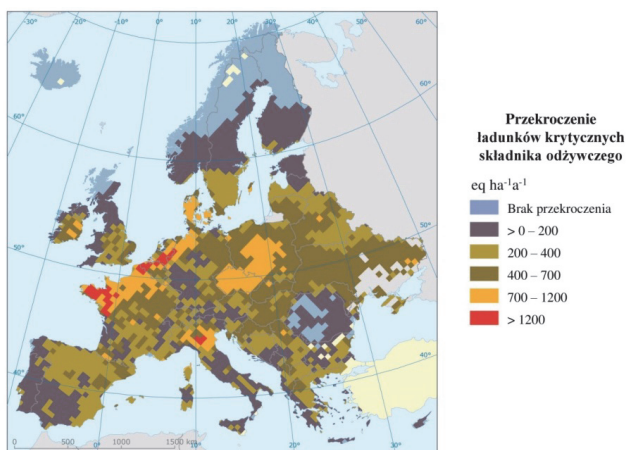 -30° -20° -10° 0° 10° 20° 30° 40° 50° 60°
60°
60°
50°
50°
40°
40°
0 500 1000 1500 km
0° 10° 20° 30°
Przekroczenie
ładunków krytycznych
składnika odżywczego
eq ha⁻¹a⁻¹
Brak przekroczenia
> 0 – 200
200 – 400
400 – 700
700 – 1200
> 1200